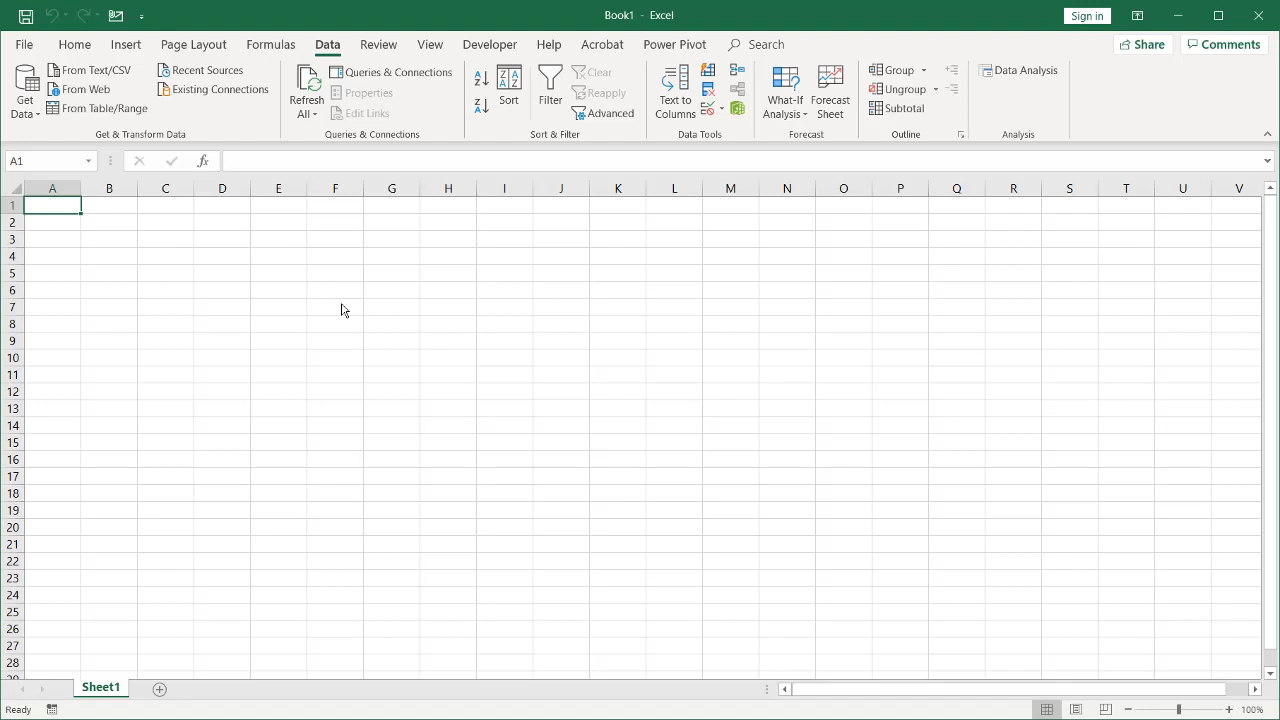 Book1 - Excel
Sign in
File Home Insert Page Layout Formulas Data Review View Developer Help Acrobat Power Pivot Search Share Comments
Get Data
From Text/CSV
From Web
From Table/Range
Recent Sources
Existing Connections
Get & Transform Data
Refresh All
Queries & Connections
Properties
Edit Links
Queries & Connections
Sort
Filter
Clear
Reapply
Advanced
Sort & Filter
Text to Columns
Data Tools
What-If Analysis
Forecast Sheet
Forecast
Group
Ungroup
Subtotal
Outline
Data Analysis
Analysis
A1
fx
A B C D E F G H I J K L M N O P Q R S T U V
1
2
3
4
5
6
7
8
9
10
11
12
13
14
15
16
17
18
19
20
21
22
23
24
25
26
27
28
Sheet1
Ready
100%